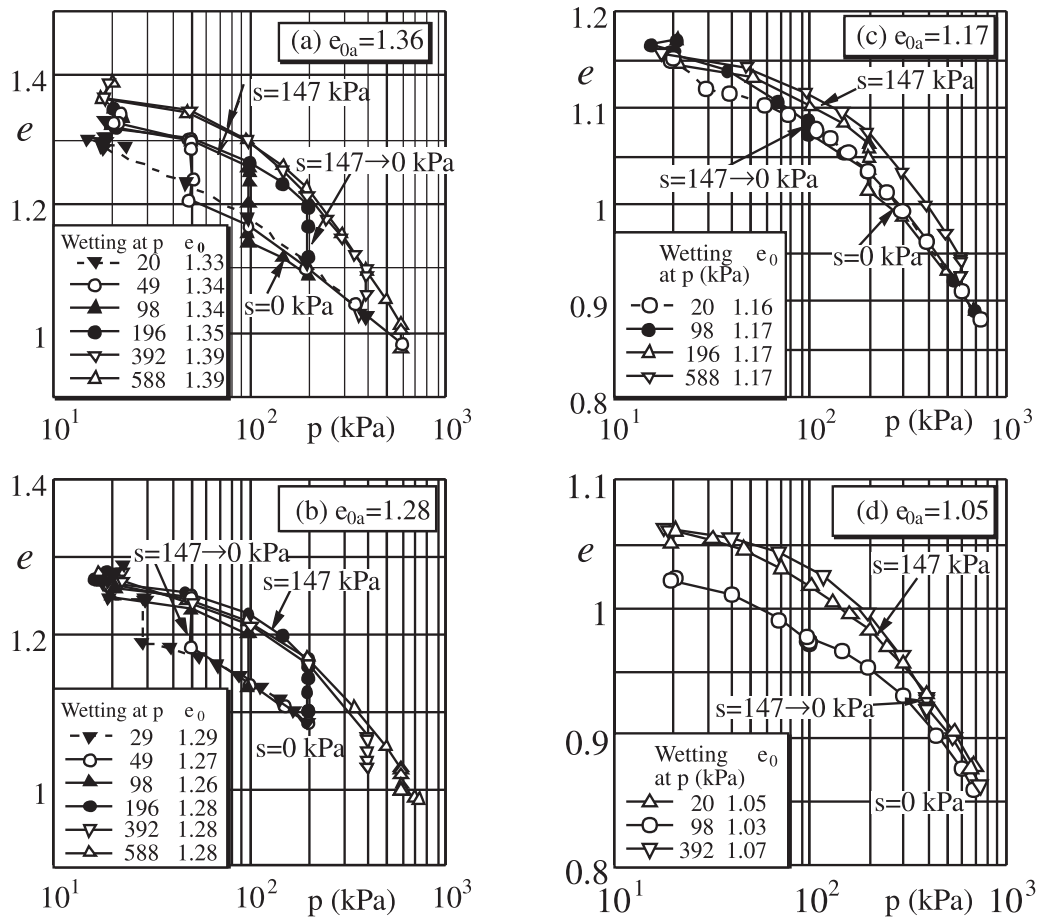 (a) e0a=1.36
1.4
e
1.2
1
s=147 kPa
s=147→0 kPa
s=0 kPa
Wetting at p e0
20 1.33
49 1.34
98 1.34
196 1.35
392 1.39
588 1.39
10^1 10^2 p (kPa) 10^3
(c) e0a=1.17
1.2
e
1.1
1
0.9
0.8
s=147 kPa
s=147→0 kPa
s=0 kPa
Wetting e0
at p (kPa)
20 1.16
98 1.17
196 1.17
588 1.17
10^1 10^2 p (kPa) 10^3
(b) e0a=1.28
1.4
e
1.2
1
s=147→0 kPa
s=147 kPa
s=0 kPa
Wetting at p e0
29 1.29
49 1.27
98 1.26
196 1.28
392 1.28
588 1.28
10^1 10^2 p (kPa) 10^3
(d) e0a=1.05
1.1
e
1
0.9
0.8
s=147 kPa
s=147→0 kPa
s=0 kPa
Wetting e0
at p (kPa)
20 1.05
98 1.03
392 1.07
10^1 10^2 p (kPa) 10^3